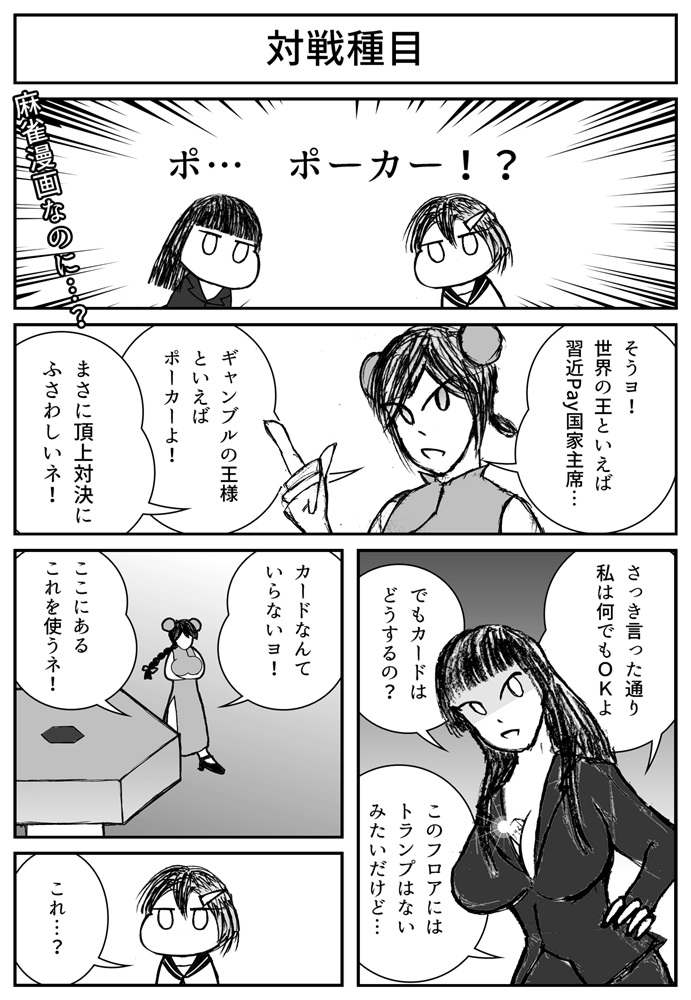 対戦種目
ポ… ポーカー！？
麻雀漫画なのに…？
そうヨ！
世界の王といえば
習近Pay国家主席…
ギャンブルの王様
といえば
ポーカーよ！
まさに頂上対決に
ふさわしいネ！
さっき言った通り
私は何でもOKよ
でもカードは
どうするの？
このフロアには
トランプはない
みたいだけど…
カードなんて
いらないヨ！
ここにある
これを使うネ！
これ…？